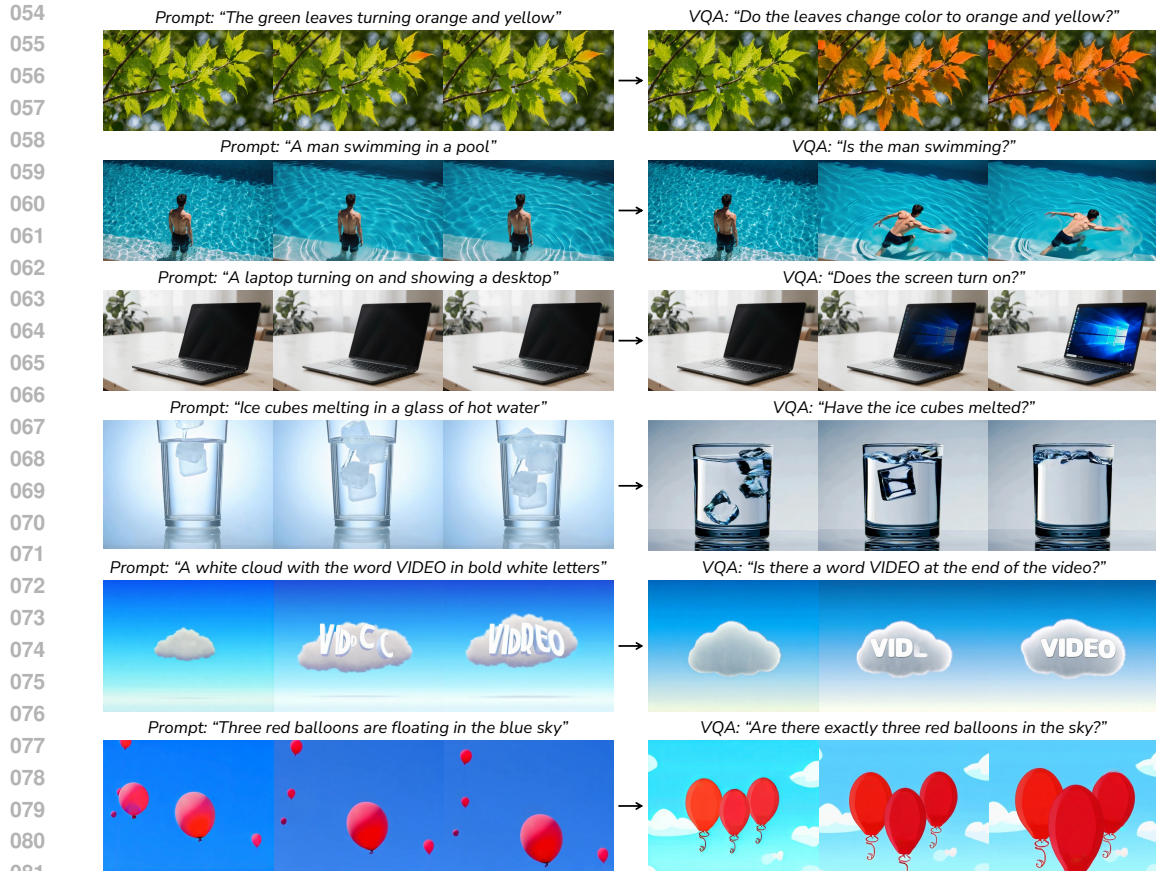 054
Prompt: “The green leaves turning orange and yellow”
VQA: “Do the leaves change color to orange and yellow?”
055
056
057
058
Prompt: “A man swimming in a pool”
VQA: “Is the man swimming?”
059
060
061
062
Prompt: “A laptop turning on and showing a desktop”
VQA: “Does the screen turn on?”
063
064
065
066
Prompt: “Ice cubes melting in a glass of hot water”
VQA: “Have the ice cubes melted?”
067
068
069
070
071
Prompt: “A white cloud with the word VIDEO in bold white letters”
VQA: “Is there a word VIDEO at the end of the video?”
072
073
VIDDCC
VIDDEO
VIDL
VIDEO
074
075
076
Prompt: “Three red balloons are floating in the blue sky”
VQA: “Are there exactly three red balloons in the sky?”
077
078
079
080